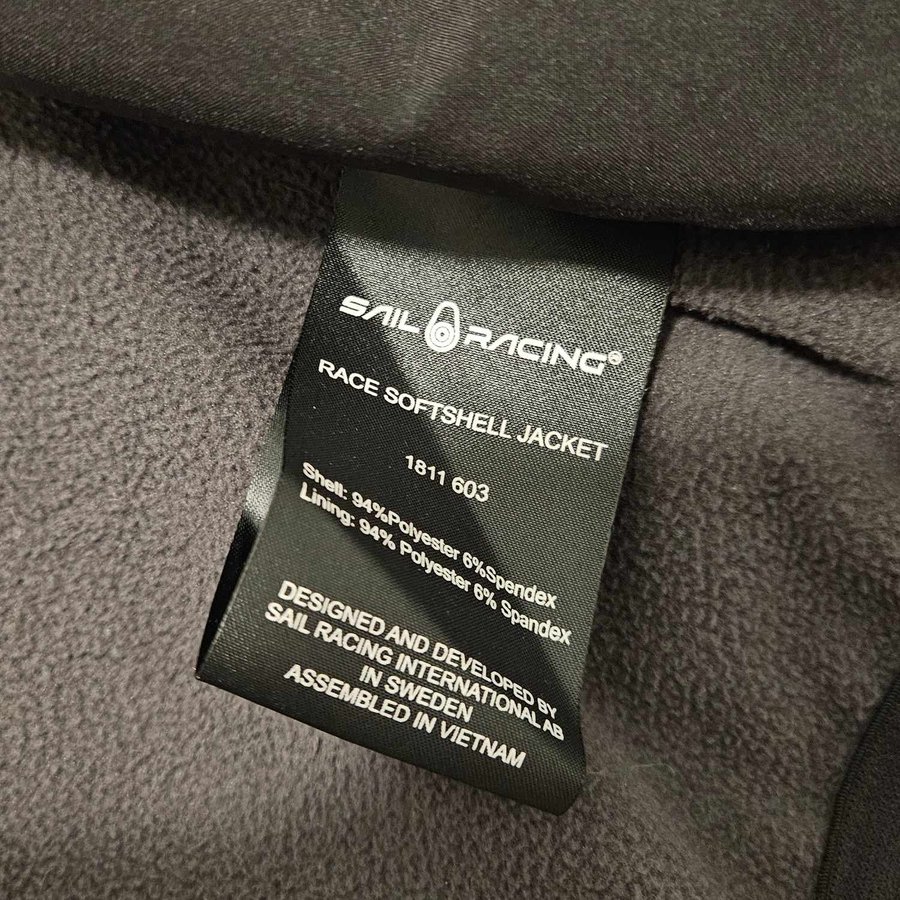 SAIL RACING®
RACE SOFTSHELL JACKET
1811 603
Shell: 94%Polyester 6%Spendex
Lining: 94% Polyester 6% Spandex
DESIGNED AND DEVELOPED BY
SAIL RACING INTERNATIONAL AB
IN SWEDEN
ASSEMBLED IN VIETNAM